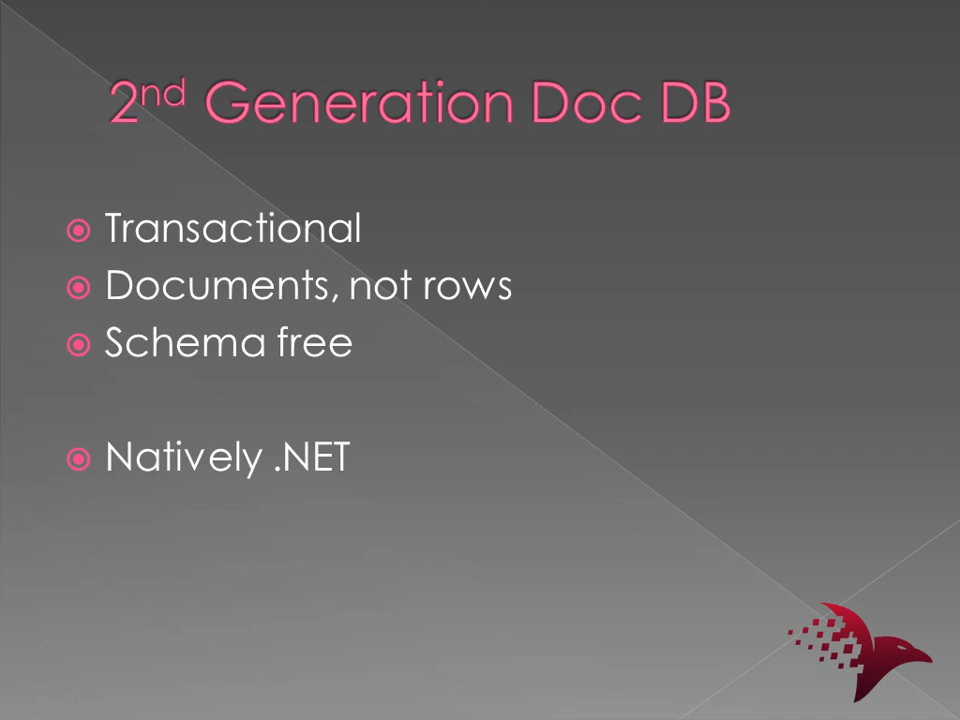 2nd Generation Doc DB
Transactional
Documents, not rows
Schema free
Natively .NET